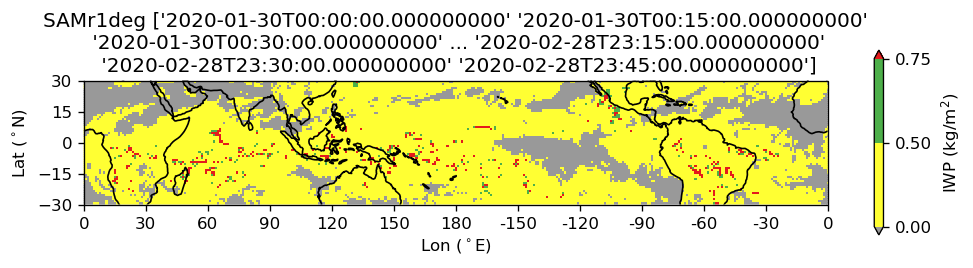 SAMr1deg ['2020-01-30T00:00:00.000000000' '2020-01-30T00:15:00.000000000'
'2020-01-30T00:30:00.000000000' ... '2020-02-28T23:15:00.000000000'
'2020-02-28T23:30:00.000000000' '2020-02-28T23:45:00.000000000']
Lat (°N)
30
15
0
−15
−30
0 30 60 90 120 150 180 -150 -120 -90 -60 -30 0
Lon (°E)
0.75
0.50
0.00
IWP (kg/m²)